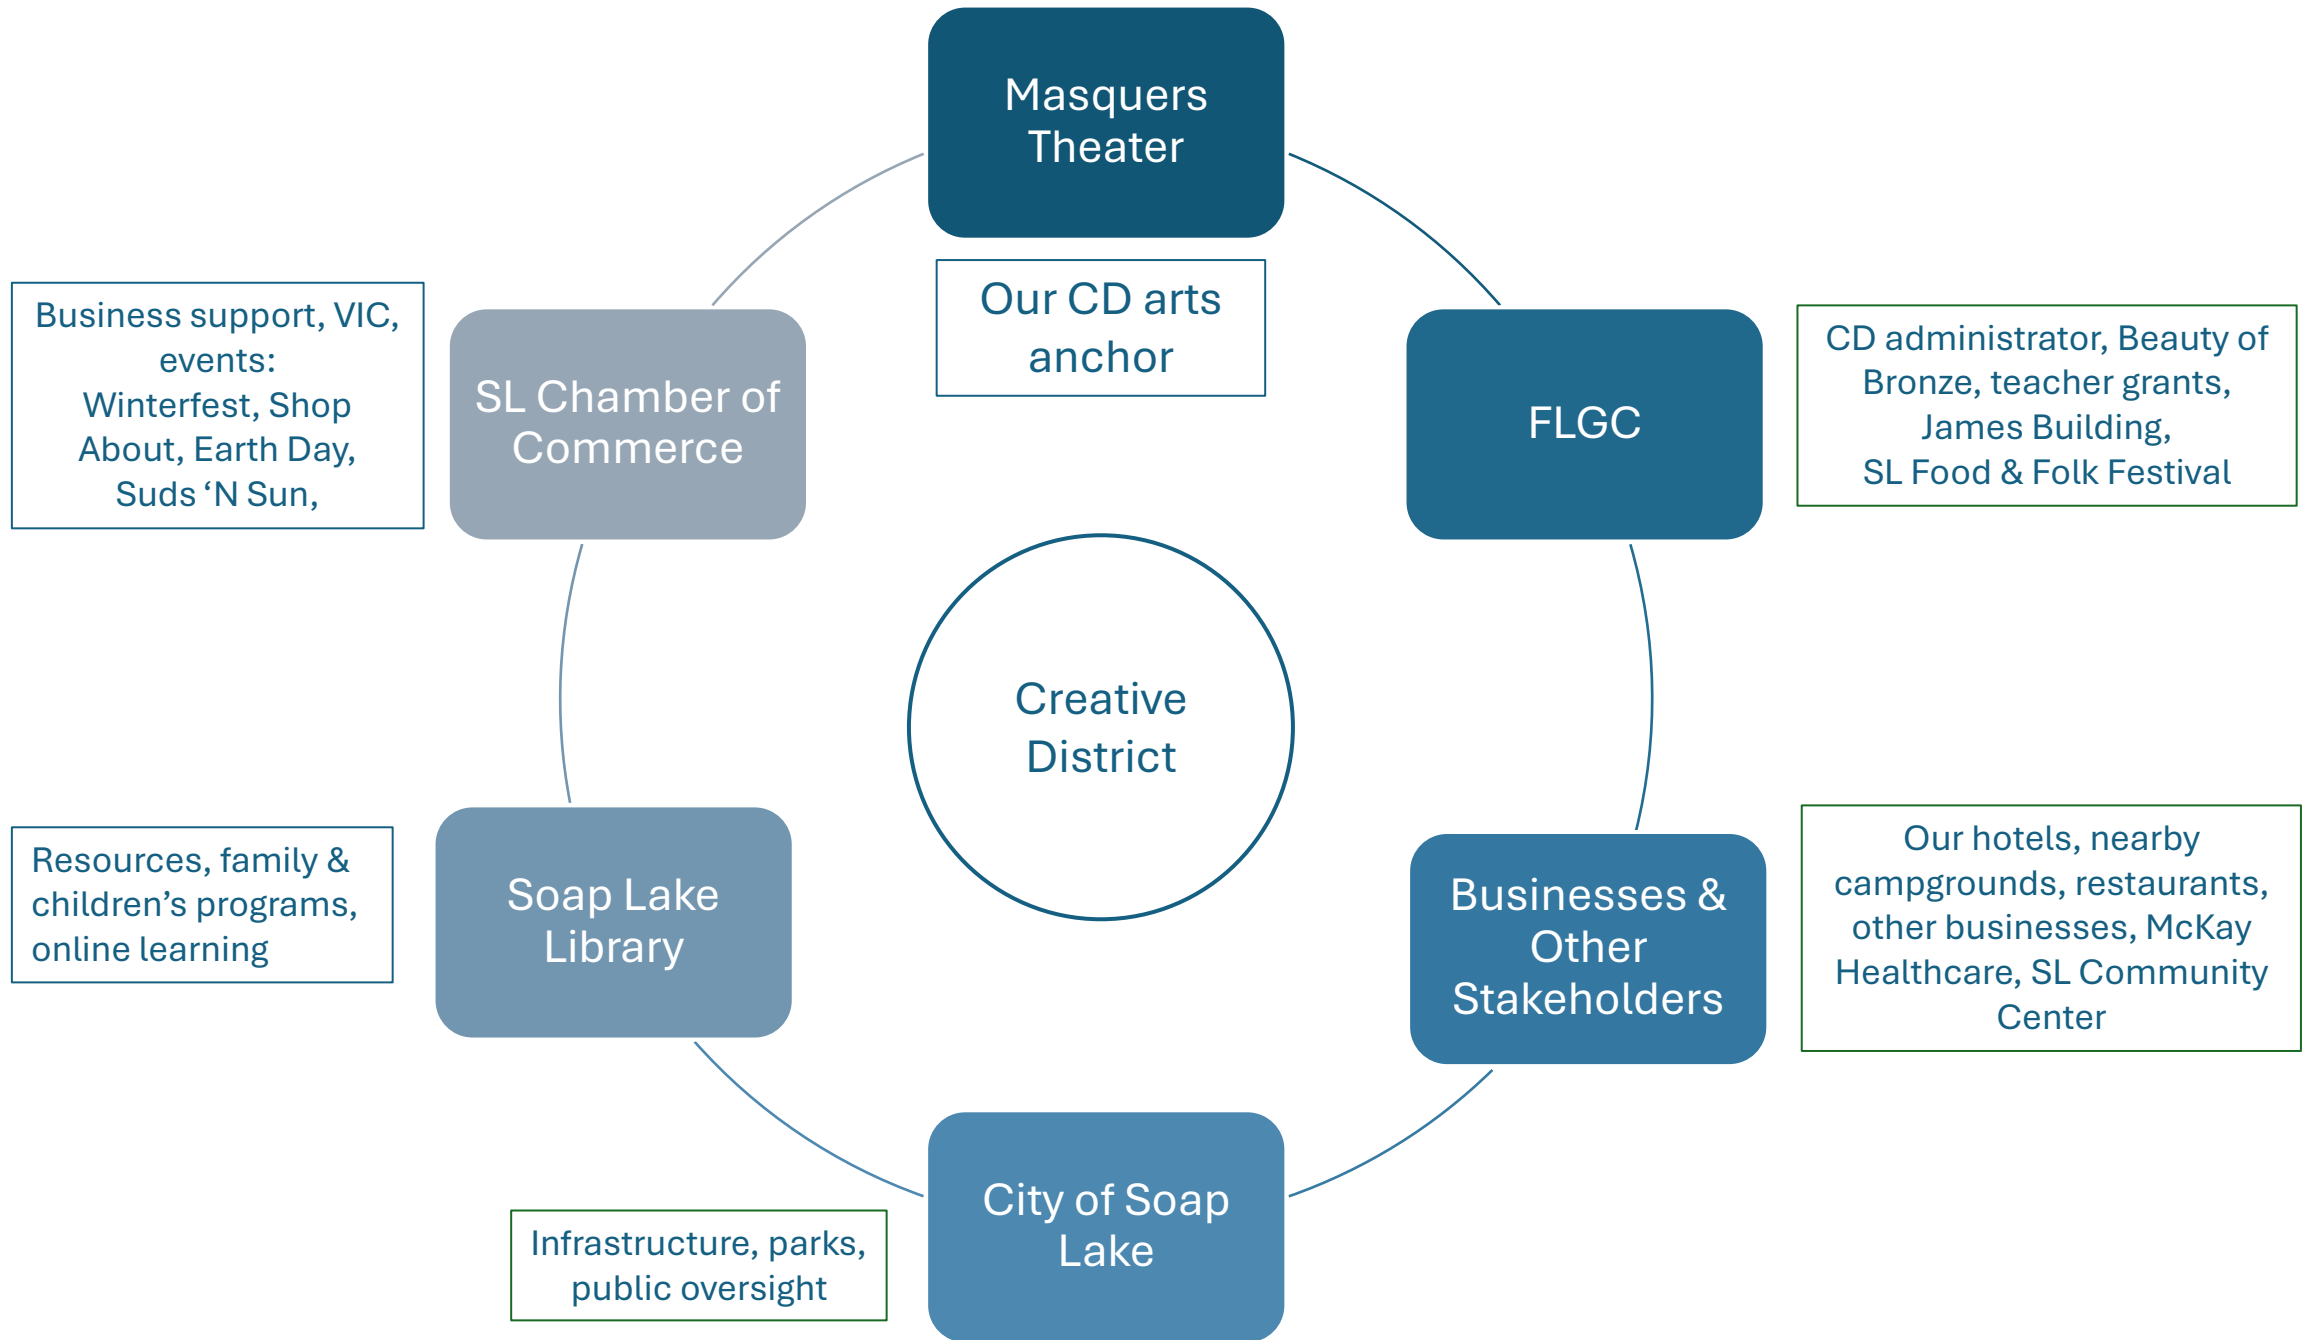 Masquers
Theater
Our CD arts
anchor
FLGC
CD administrator, Beauty of
Bronze, teacher grants,
James Building,
SL Food & Folk Festival
Businesses &
Other
Stakeholders
Our hotels, nearby
campgrounds, restaurants,
other businesses, McKay
Healthcare, SL Community
Center
City of Soap
Lake
Infrastructure, parks,
public oversight
Soap Lake
Library
Resources, family &
children’s programs,
online learning
SL Chamber of
Commerce
Business support, VIC,
events:
Winterfest, Shop
About, Earth Day,
Suds ‘N Sun,
Creative
District